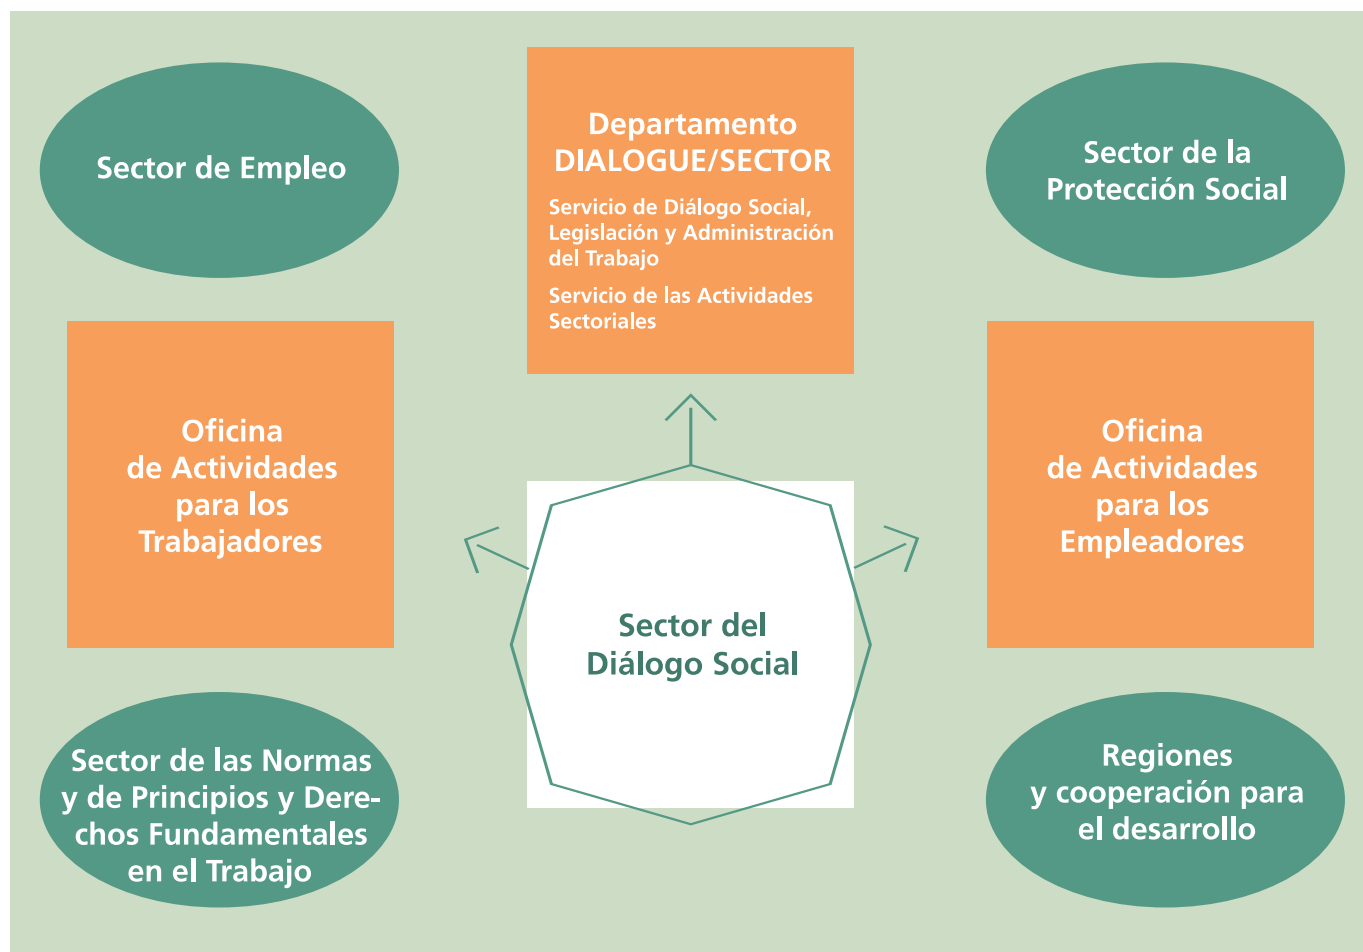 Sector de Empleo
Departamento
DIALOGUE/SECTOR
Servicio de Diálogo Social,
Legislación y Administración
del Trabajo
Servicio de las Actividades
Sectoriales
Sector de la
Protección Social
Oficina
de Actividades
para los
Trabajadores
Oficina
de Actividades
para los
Empleadores
Sector del
Diálogo Social
Sector de las Normas
y de Principios y Dere-
chos Fundamentales
en el Trabajo
Regiones
y cooperación para
el desarrollo